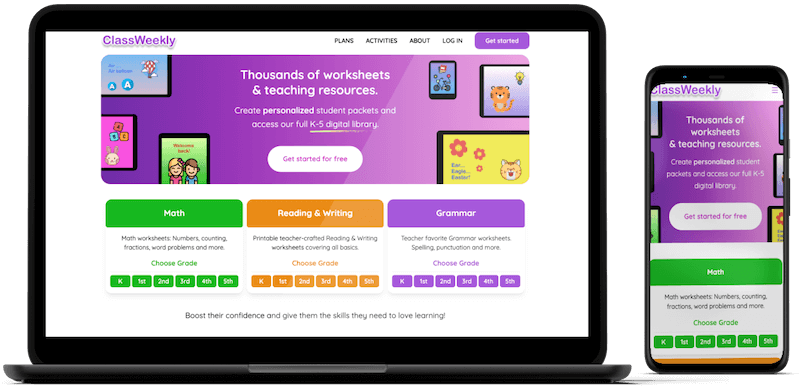 ClassWeekly
PLANS ACTIVITIES ABOUT LOG IN Get started
Thousands of worksheets
& teaching resources.
Create personalized student packets and
access our full K-5 digital library.
Get started for free
Air balloon
A A
Welcome
back!
Ear...
Eagle...
Easter!
Math
Math worksheets: Numbers, counting,
fractions, word problems and more.
Choose Grade
K 1st 2nd 3rd 4th 5th
Reading & Writing
Printable teacher-crafted Reading & Writing
worksheets covering all basics.
Choose Grade
K 1st 2nd 3rd 4th 5th
Grammar
Teacher favorite Grammar worksheets.
Spelling, punctuation and more.
Choose Grade
K 1st 2nd 3rd 4th 5th
Boost their confidence and give them the skills they need to love learning!
ClassWeekly
Thousands of
worksheets
& teaching resources.
Create personalized student
packets and access our full K-5
digital library.
Get started for free
Math
Math worksheets: Numbers, counting,
fractions, word problems and more.
Choose Grade
K 1st 2nd 3rd 4th 5th